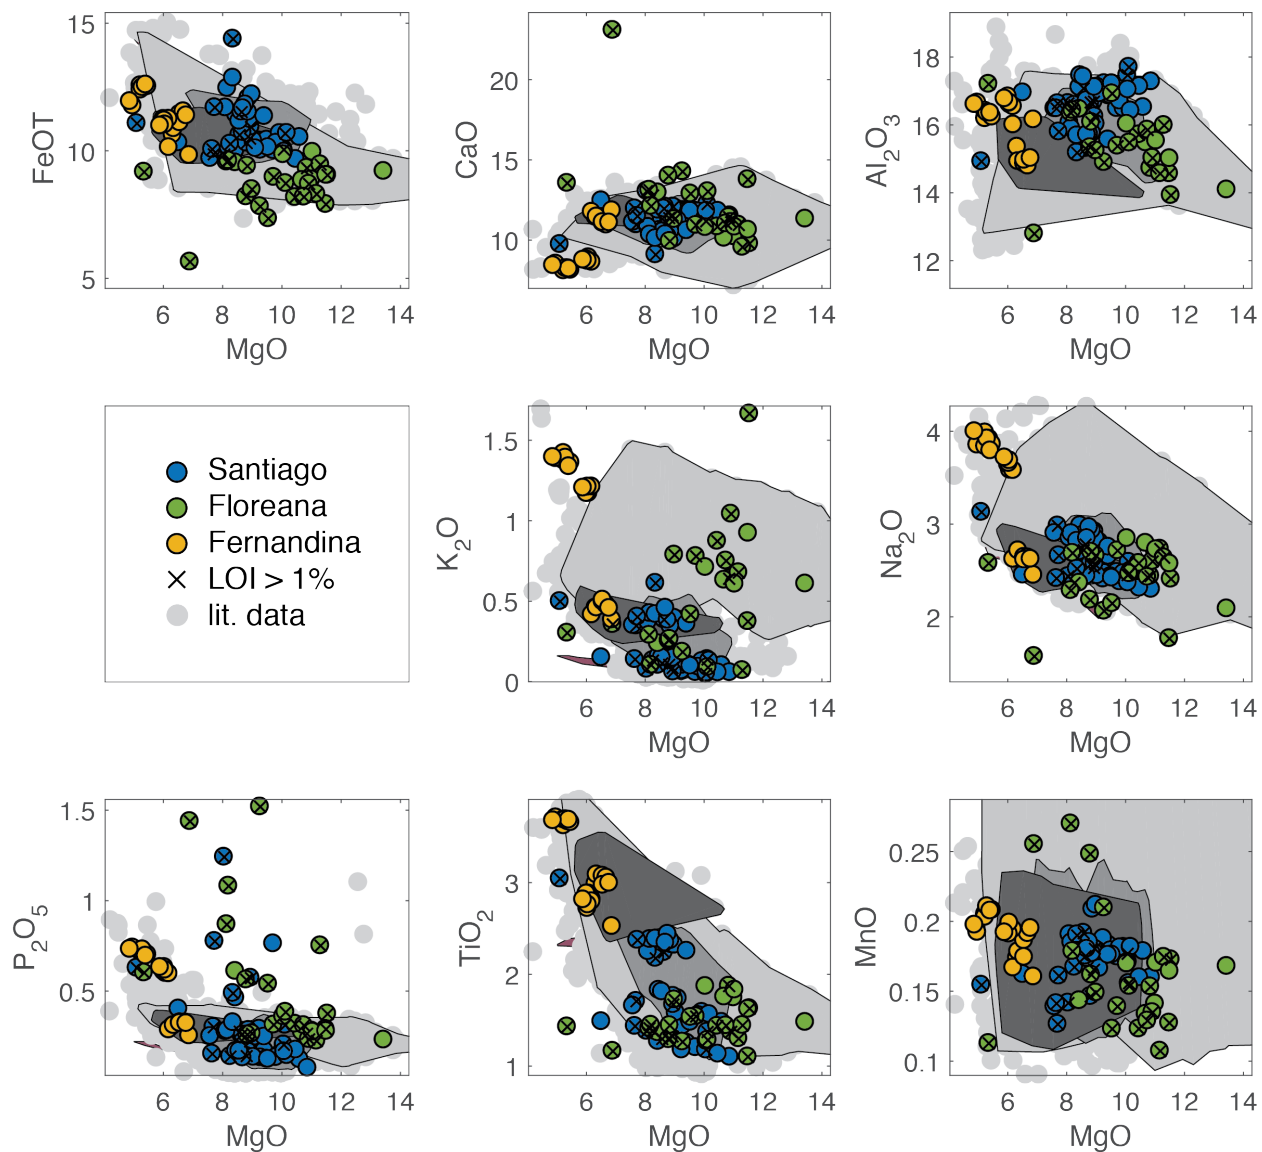 15
10
5
FeOT
6 8 10 12 14
MgO
20
15
10
CaO
6 8 10 12 14
MgO
18
16
14
12
Al2O3
6 8 10 12 14
MgO
Santiago
Floreana
Fernandina
LOI > 1%
lit. data
1.5
1
0.5
0
K2O
6 8 10 12 14
MgO
4
3
2
Na2O
6 8 10 12 14
MgO
1.5
1
0.5
P2O5
6 8 10 12 14
MgO
3
2
1
TiO2
6 8 10 12 14
MgO
0.25
0.2
0.15
0.1
MnO
6 8 10 12 14
MgO